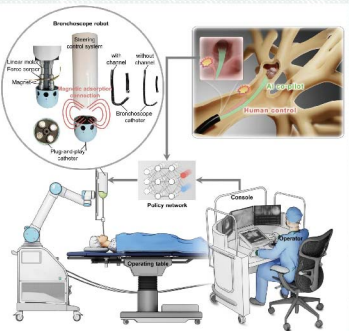 Bronchoscope robot
Steering
control system
with
channel
without
channel
Linear motor
Force sensor
Magnet
Magnetic adsorption
connection
Bronchoscope
catheter
Plug-and-play
catheter
AI co-pilot
Human control
Policy network
Console
Operator
Operating table